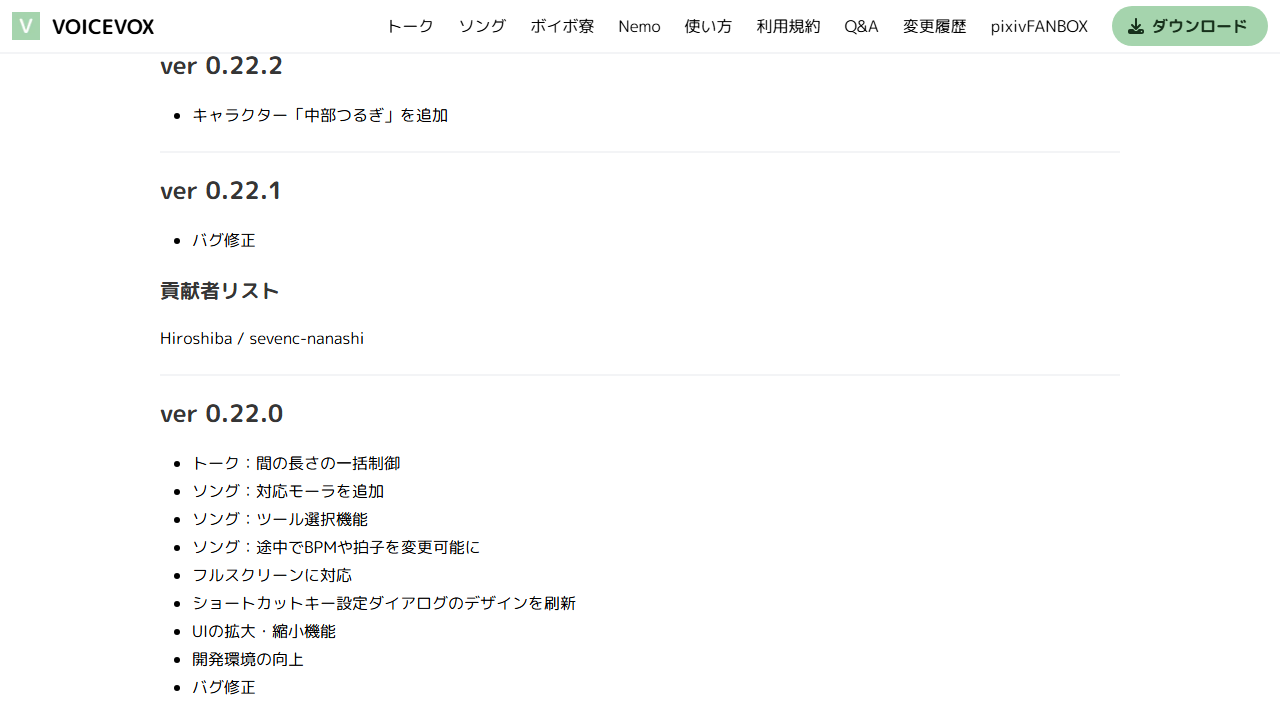 V VOICEVOX トーク ソング ボイボ寮 Nemo 使い方 利用規約 Q&A 変更履歴 pixivFANBOX ダウンロード
ver 0.22.2
キャラクター「中部つるぎ」を追加
ver 0.22.1
バグ修正
貢献者リスト
Hiroshiba / sevenc-nanashi
ver 0.22.0
トーク：間の長さの一括制御
ソング：対応モーラを追加
ソング：ツール選択機能
ソング：途中でBPMや拍子を変更可能に
フルスクリーンに対応
ショートカットキー設定ダイアログのデザインを刷新
UIの拡大・縮小機能
開発環境の向上
バグ修正